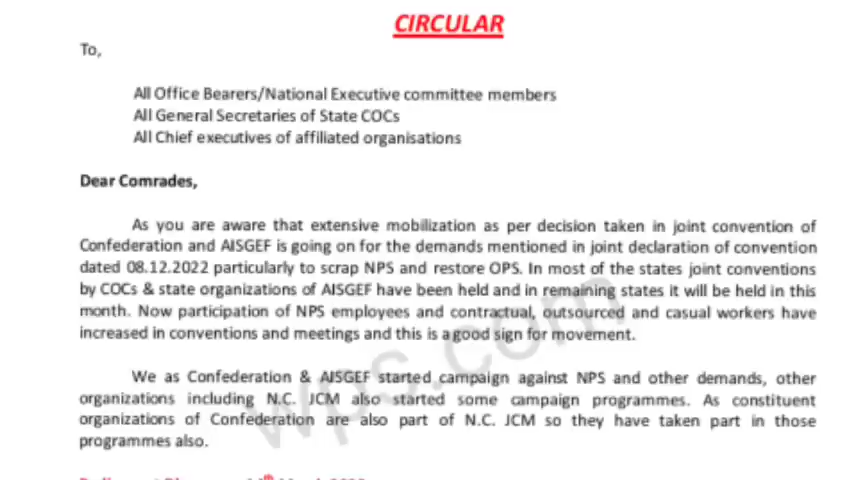 CIRCULAR
To,
All Office Bearers/National Executive committee members
All General Secretaries of State COCs
All Chief executives of affiliated organisations
Dear Comrades,
As you are aware that extensive mobilization as per decision taken in joint convention of
Confederation and AISGEF is going on for the demands mentioned in joint declaration of convention
dated 08.12.2022 particularly to scrap NPS and restore OPS. In most of the states joint conventions
by COCs & state organizations of AISGEF have been held and in remaining states it will be held in this
month. Now participation of NPS employees and contractual, outsourced and casual workers have
increased in conventions and meetings and this is a good sign for movement.
We as Confederation & AISGEF started campaign against NPS and other demands, other
organizations including N.C. JCM also started some campaign programmes. As constituent
organizations of Confederation are also part of N.C. JCM so they have taken part in those
programmes also.
wps.com